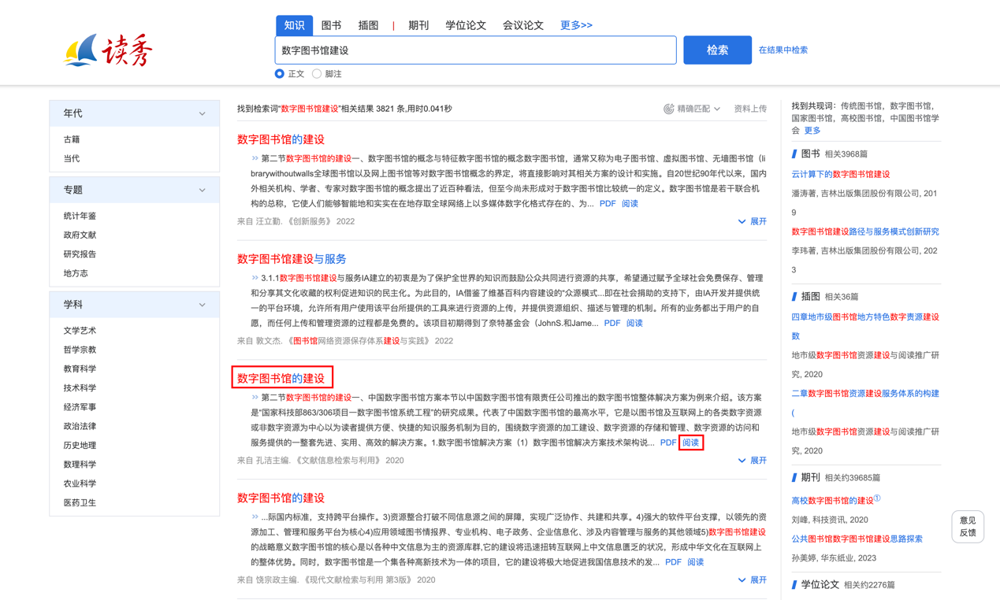 读秀
知识 图书 插图 | 期刊 学位论文 会议论文 更多>>
数字图书馆建设
检索
在结果中检索
正文 脚注
年代
古籍
当代
专题
统计年鉴
政府文献
研究报告
地方志
学科
文学艺术
哲学宗教
教育科学
技术科学
经济军事
政治法律
历史地理
数理科学
农业科学
医药卫生
找到检索词"数字图书馆建设"相关结果 3821 条,用时0.041秒
精确匹配 资料上传
数字图书馆的建设
第二节数字图书馆的建设一、数字图书馆的概念与特征教字图书馆的概念数字图书馆，通常又称为电子图书馆、虚拟图书馆、无墙图书馆（li
brarywithoutwalls全球图书馆以及网上图书馆等对数字图书馆概念的界定，将直接影响对其相关方案的设计和实施。自20世纪90年代以来，国内
外相关机构、学者、专家对数字图书馆的概念提出了近百种看法，但至今尚未形成对于数字图书馆比较统一的定义。数字图书馆是若干联合机
构的总称，它使人们能够智能地和实实在在地存取全球网络上以多媒体数字化格式存在的、为... PDF 阅读
来自 汪立勤. 《创新服务》 2022
展开
数字图书馆建设与服务
3.1.1数字图书馆建设与服务IA建立的初衷是为了保护全世界的知识而鼓励公众共同进行资源的共享，希望通过赋予全球社会免费保存、管理
和分享其文化收藏的权利促进知识的民主化。为此目的，IA借鉴了维基百科内容建设的"众源模式...即在社会捐助的支持下，由IA开发并提供统
一的平台环境，允许所有用户使用该平台所提供的工具来进行资源的上传，并提供资源组织、描述与管理的机制。所有的业务都出于用户的自
愿，而任何上传和管理资源的过程都是免费的。该项目初期得到了奈特基金会（JohnS.和Jame... PDF 阅读
来自 敦文杰. 《图书馆网络资源保存体系建设与实践》 2022
数字图书馆的建设
第二节数字图书馆的建设一、中国数字图书馆方案本节以中国数字图书馆有限责任公司推出的数字图书馆整体解决方案为例来介绍。该方案
是"国家科技部863/306项目一数字图书馆系统工程"的研究成果。代表了中国数字图书馆的最高水平，它是以图书馆及互联网上的各类数字资源
或非数字资源为中心以为读者提供方便、快捷的知识服务机制为目的，围绕数字资源的加工建设、数字资源的存储和管理、数字资源的访问和
服务提供的一整套先进、实用、高效的解决方案。1.数字图书馆解决方案（1）数字图书馆解决方案技术架构说... PDF 阅读
来自 孔洁主编. 《文献信息检索与利用》 2020
展开
数字图书馆的建设
...际国内标准，支持跨平台操作。3)资源整合打破不同信息源之间的屏障，实现广泛协作、共建和共享。4)强大的软件平台支撑，以领先的资
源加工、管理和服务平台为核心4)应用领域图书情报界、专业机构、电子政务、企业信息化、涉及内容管理与服务的其他领域5)数字图书馆建设
的战略意义数字图书馆的核心是以各种中文信息为主的资源库群,它的建设将迅速扭转互联网上中文信息匮乏的状况，形成中华文化在互联网上
的整体优势。同时，数字图书馆是一个集各种高新技术为一体的项目，它的建设将极大地促进我国信息技术的发... PDF 阅读
来自 饶宗政主编. 《现代文献检索与利用 第3版》 2020
展开
找到共现词： 传统图书馆，数字图书馆，
国家图书馆，高校图书馆，中国图书馆学
会 更多
图书 相关3968篇
云计算下的数字图书馆建设
潘涛著, 吉林出版集团股份有限公司, 201
9
数字图书馆建设路径与服务模式创新研究
李玮著, 吉林出版集团股份有限公司, 202
3
插图 相关36篇
四章地市级图书馆地方特色数字责源建设
数
地市级数字图书馆资源建设与阅读推广研
究, 2020
二章数字图书馆资源建设服务体系的构建
(
地市级数字图书馆资源建设与阅读推广研
究, 2020
期刊 相关约39685篇
高校数字图书馆的建设①
刘峰, 科技资讯, 2020
公共图书馆数字图书馆建设思路探索
孙美婷, 华东纸业, 2023
学位论文 相关约2276篇
意见
反馈